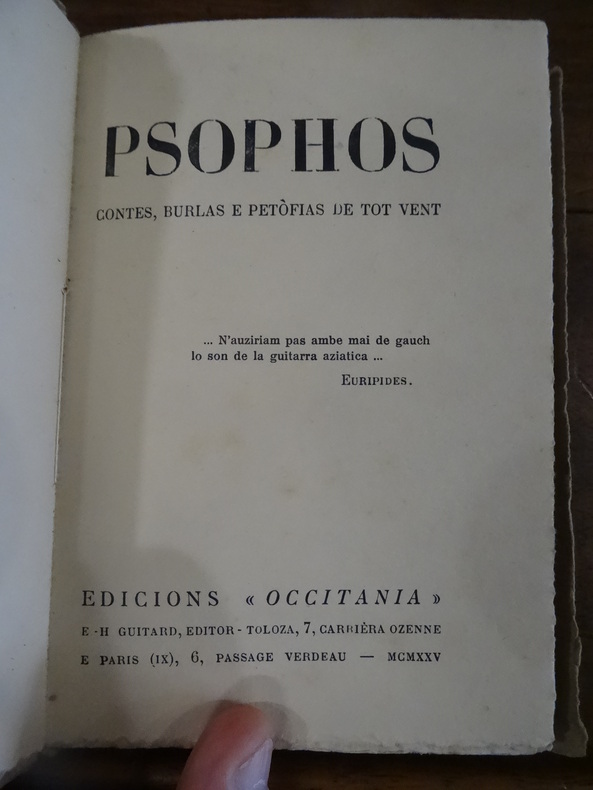 PSOPHOS
CONTES, BURLAS E PETÒFIAS DE TOT VENT
... N'auziriam pas ambe mai de gauch
lo son de la guitarra aziatica ...
EURIPIDES.
EDICIONS « OCCITANIA »
E-H GUITARD, EDITOR - TOLOZA, 7, CARRIÈRA OZENNE
E PARIS (IX), 6, PASSAGE VERDEAU — MCMXXV